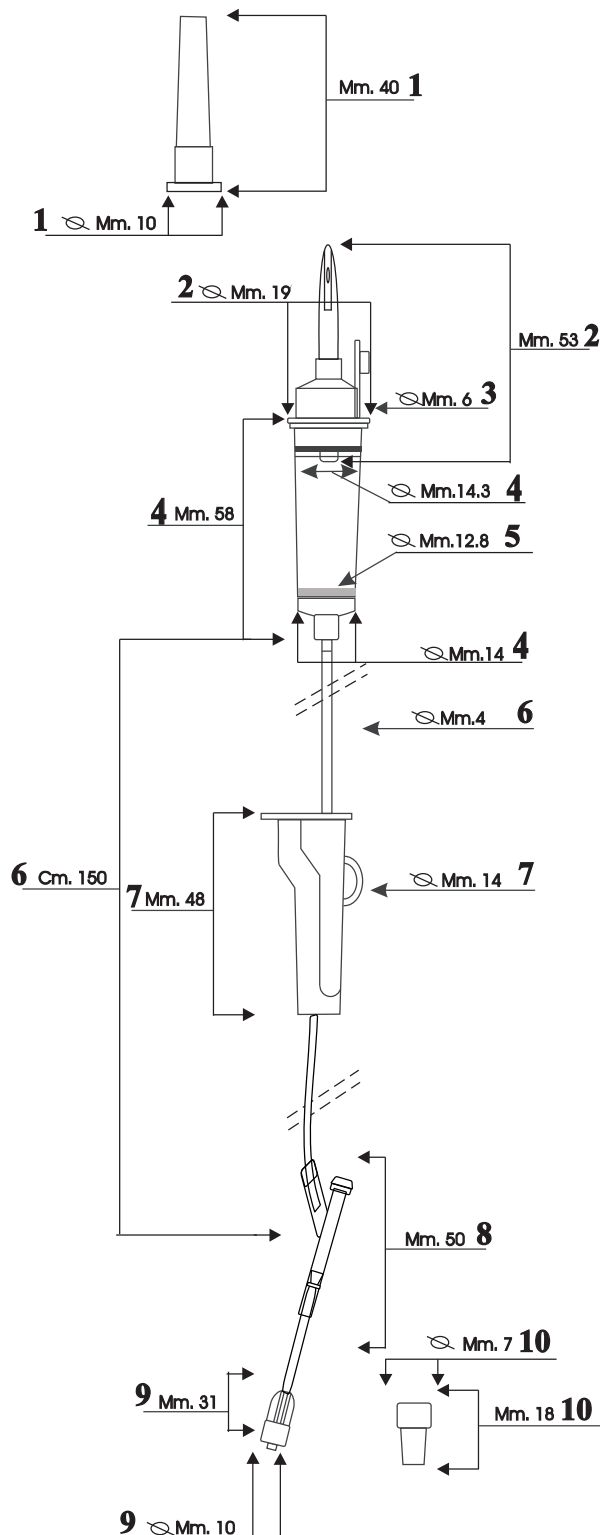 Mm. 40 1
1 ⌀ Mm. 10
2 ⌀ Mm. 19
Mm. 53 2
⌀ Mm. 6 3
⌀ Mm.14.3 4
4 Mm. 58
⌀ Mm.12.8 5
⌀ Mm.14 4
⌀ Mm.4 6
6 Cm. 150
7 Mm. 48
⌀ Mm. 14 7
Mm. 50 8
⌀ Mm. 7 10
9 Mm. 31
Mm. 18 10
9 ⌀ Mm. 10